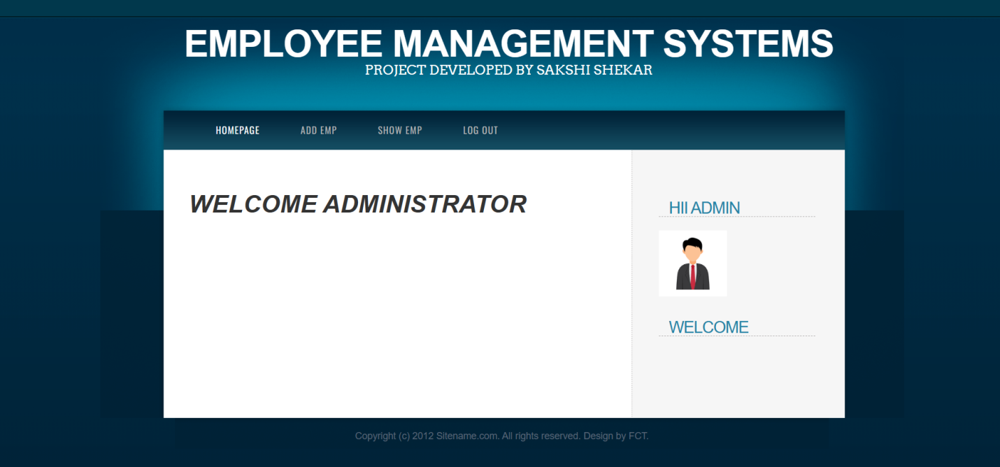 EMPLOYEE MANAGEMENT SYSTEMS
PROJECT DEVELOPED BY SAKSHI SHEKAR
HOMEPAGE ADD EMP SHOW EMP LOG OUT
WELCOME ADMINISTRATOR
HII ADMIN
WELCOME
Copyright (c) 2012 Sitename.com. All rights reserved. Design by FCT.